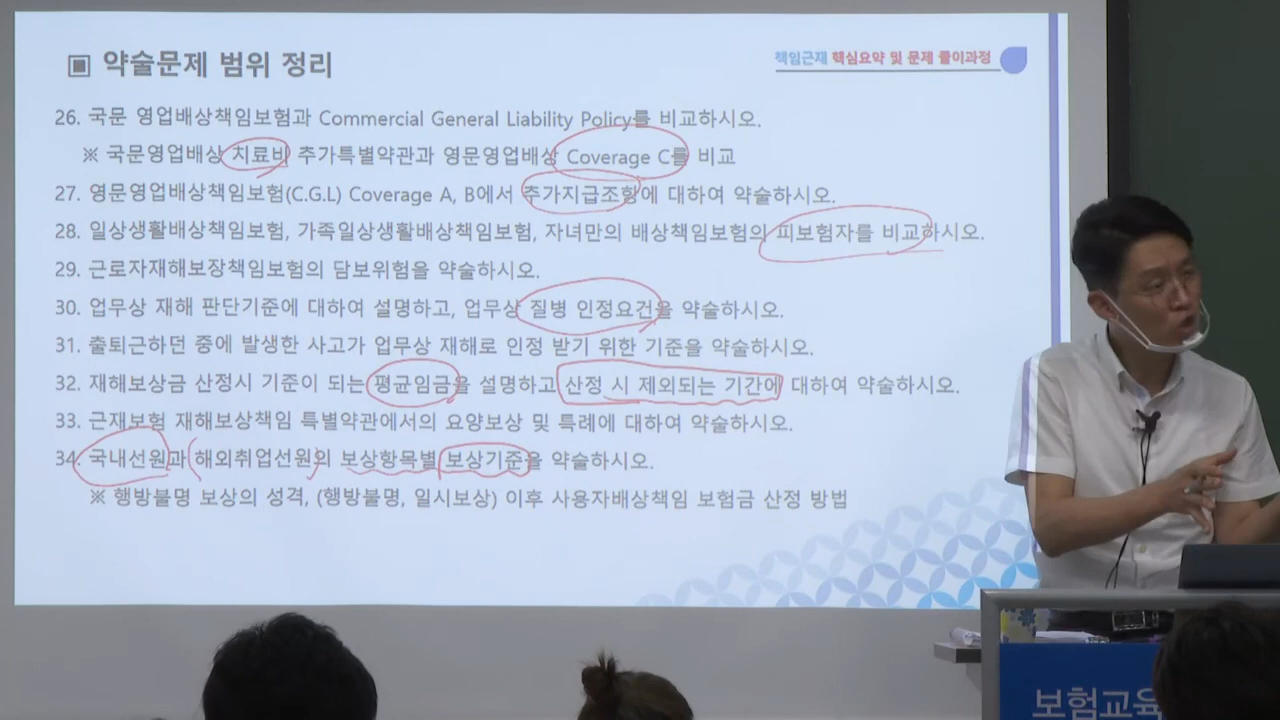 ▣ 약술문제 범위 정리
책임근재 핵심요약 및 문제 풀이과정
26. 국문 영업배상책임보험과 Commercial General Liability Policy를 비교하시오.
※ 국문영업배상 치료비 추가특별약관과 영문영업배상 Coverage C를 비교
27. 영문영업배상책임보험(C.G.L) Coverage A, B에서 추가지급조항에 대하여 약술하시오.
28. 일상생활배상책임보험, 가족일상생활배상책임보험, 자녀만의 배상책임보험의 피보험자를 비교하시오.
29. 근로자재해보장책임보험의 담보위험을 약술하시오.
30. 업무상 재해 판단기준에 대하여 설명하고, 업무상 질병 인정요건을 약술하시오.
31. 출퇴근하던 중에 발생한 사고가 업무상 재해로 인정 받기 위한 기준을 약술하시오.
32. 재해보상금 산정시 기준이 되는 평균임금을 설명하고 산정 시 제외되는 기간에 대하여 약술하시오.
33. 근재보험 재해보상책임 특별약관에서의 요양보상 및 특례에 대하여 약술하시오.
34. 국내선원과 해외취업선원의 보상항목별 보상기준을 약술하시오.
※ 행방불명 보상의 성격, (행방불명, 일시보상) 이후 사용자배상책임 보험금 산정 방법
보험교육